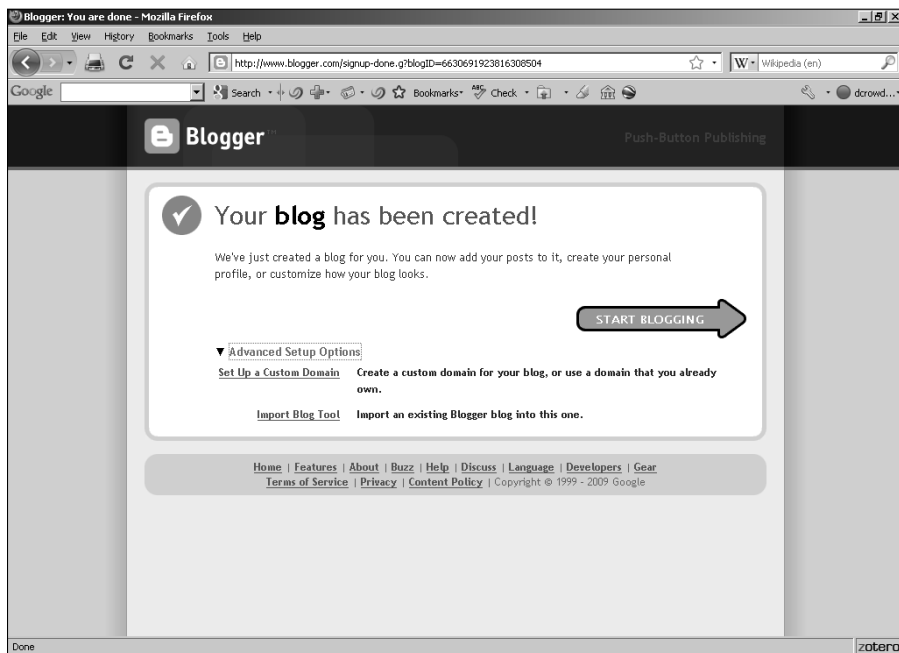 Blogger: You are done - Mozilla Firefox
File Edit View History Bookmarks Tools Help
http://www.blogger.com/signup-done.g?blogID=6630691923816308504 W Wikipedia (en)
Google Search Bookmarks ABC Check dcrowd...
Blogger™ Push-Button Publishing
Your blog has been created!
We've just created a blog for you. You can now add your posts to it, create your personal
profile, or customize how your blog looks.
START BLOGGING
▼ Advanced Setup Options
Set Up a Custom Domain Create a custom domain for your blog, or use a domain that you already
own.
Import Blog Tool Import an existing Blogger blog into this one.
Home | Features | About | Buzz | Help | Discuss | Language | Developers | Gear
Terms of Service | Privacy | Content Policy | Copyright © 1999 - 2009 Google
Done zotero